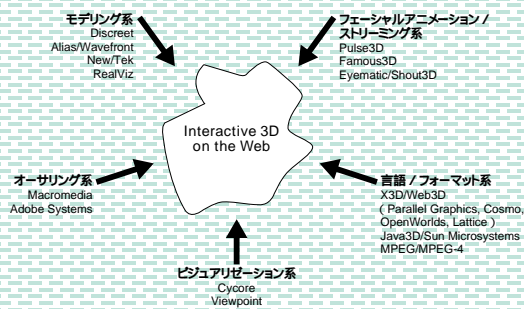 モデリング系
Discreet
Alias/Wavefront
New/Tek
RealViz
フェーシャルアニメーション /
ストリーミング系
Pulse3D
Famous3D
Eyematic/Shout3D
Interactive 3D
on the Web
オーサリング系
Macromedia
Adobe Systems
言語 / フォーマット系
X3D/Web3D
( Parallel Graphics, Cosmo,
OpenWorlds, Lattice )
Java3D/Sun Microsystems
MPEG/MPEG-4
ビジュアリゼーション系
Cycore
Viewpoint